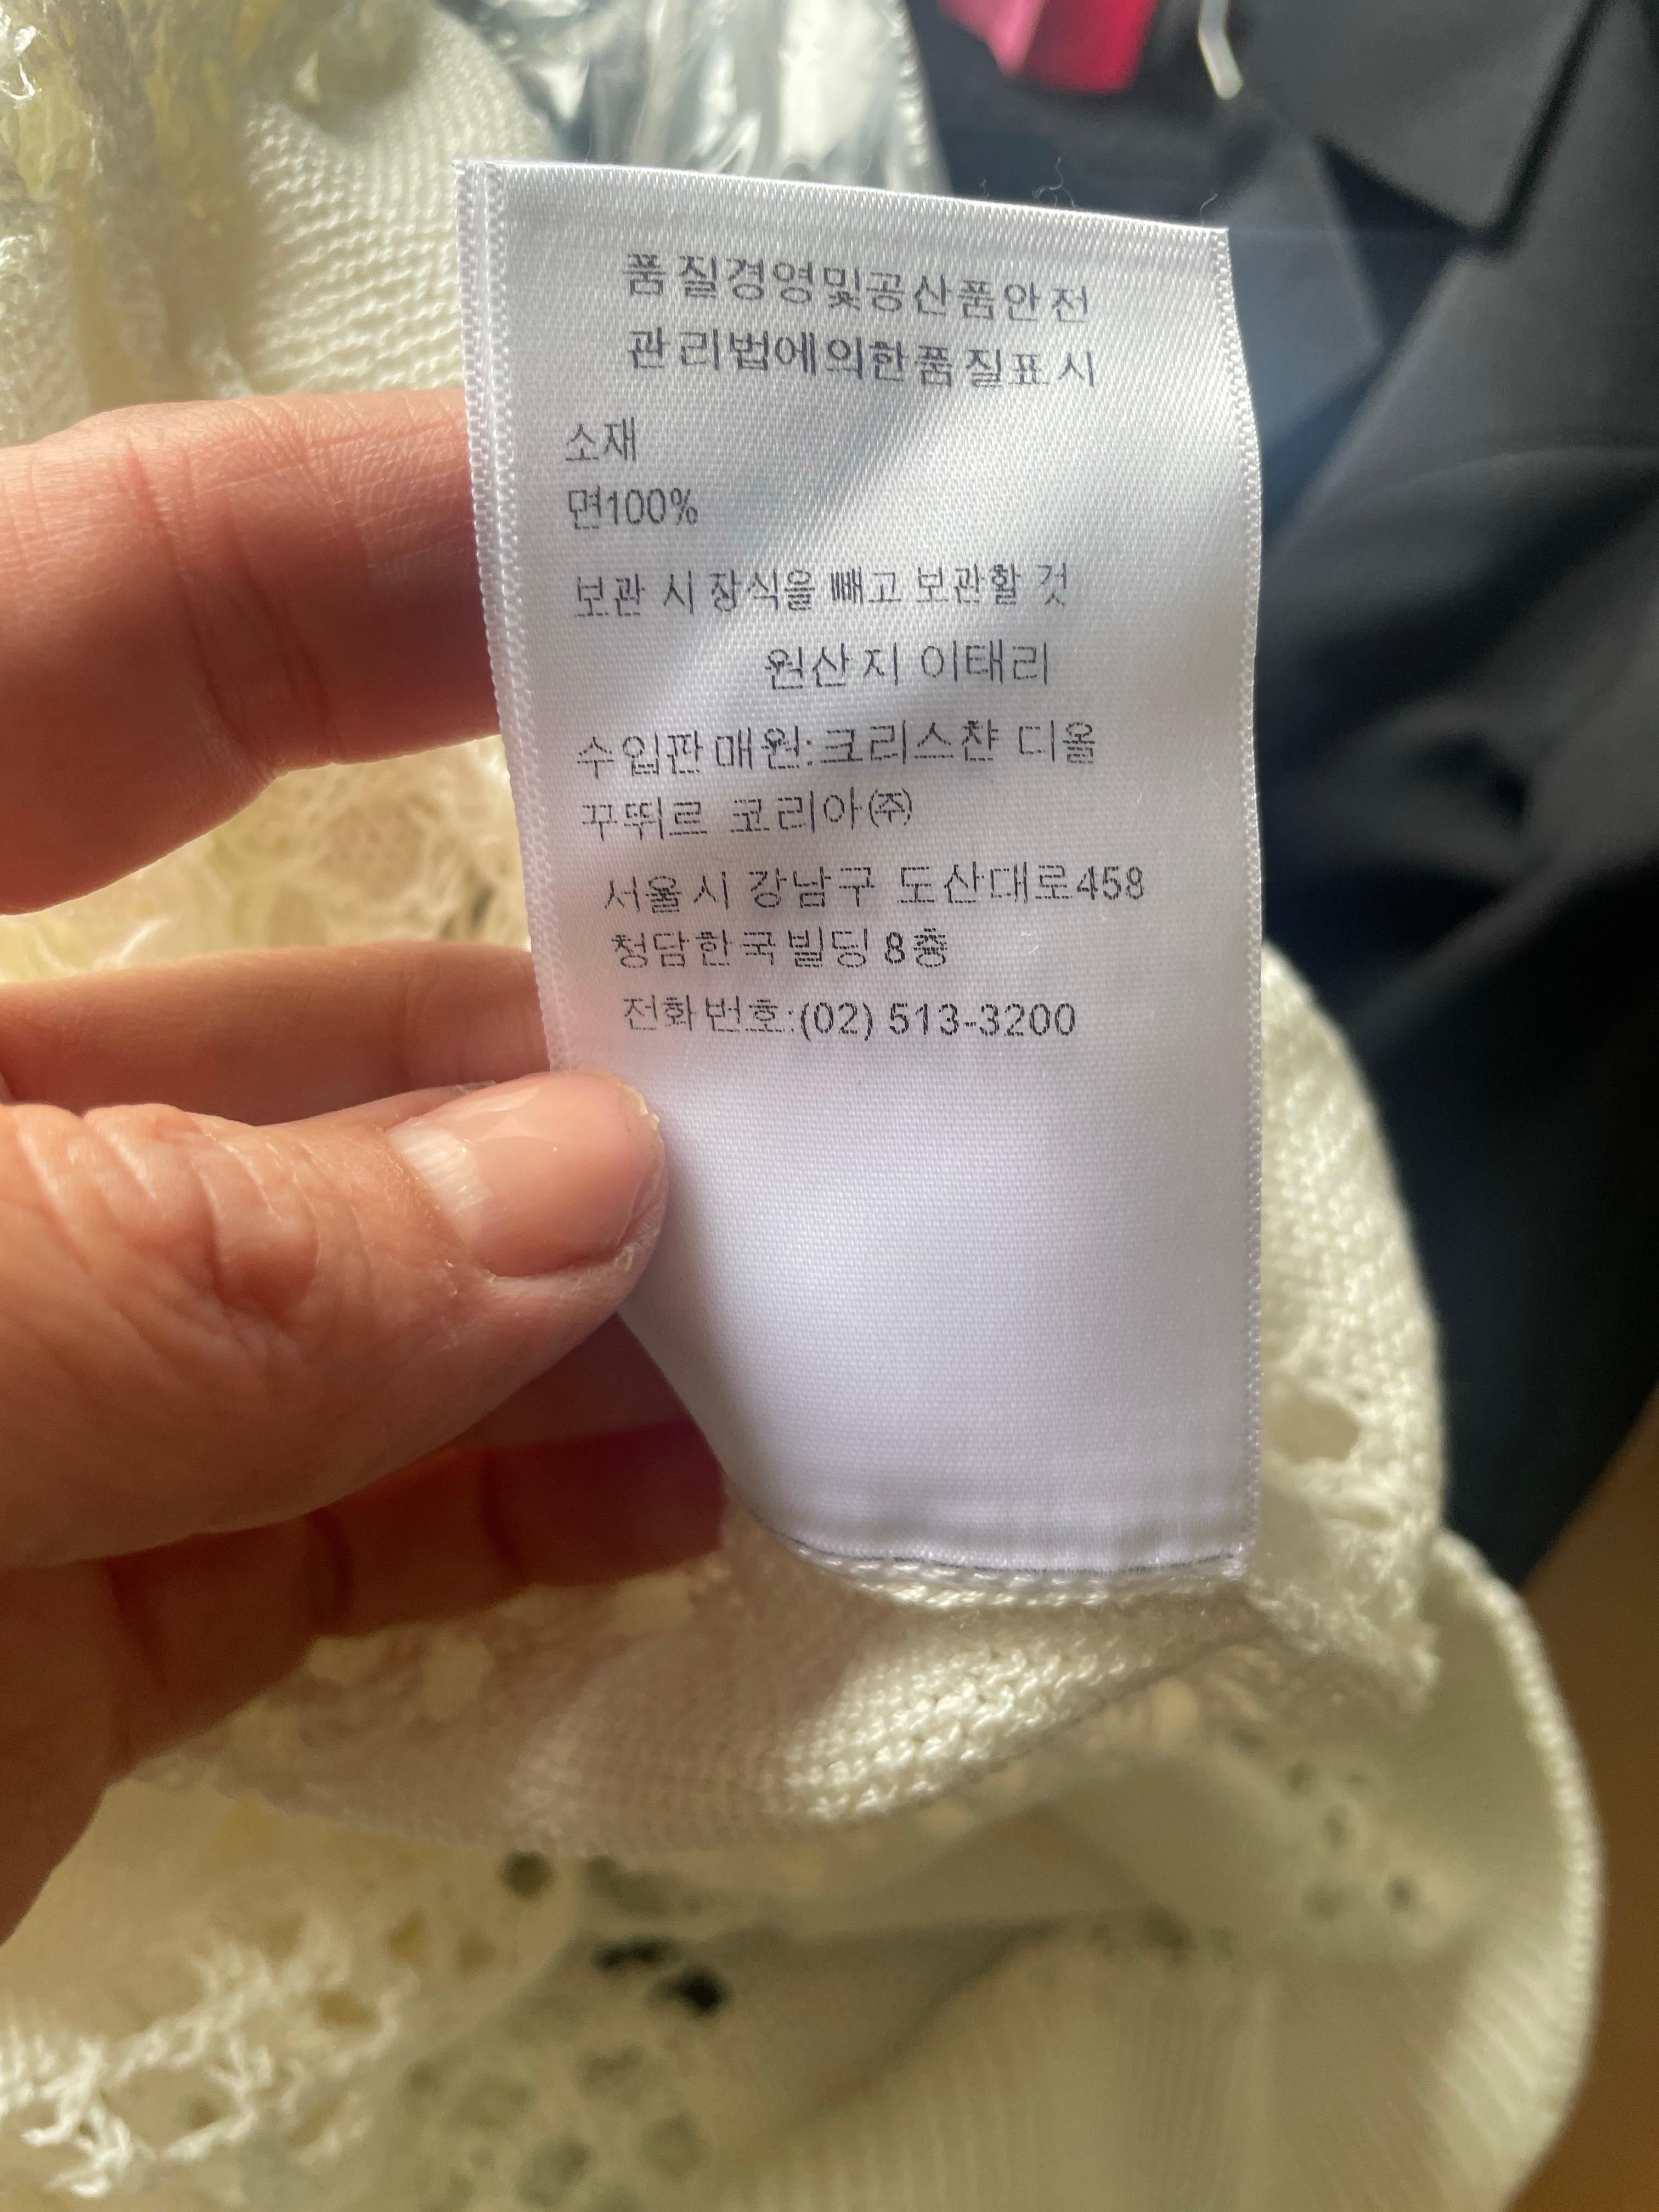 품질경영및공산품안전
관리법에의한품질표시
소재
면100%
보관 시 장식을 빼고 보관할 것
원산지 이태리
수입판매원:크리스챤 디올
꾸뛰르 코리아㈜
서울시 강남구 도산대로458
청담한국빌딩 8층
전화번호:(02) 513-3200